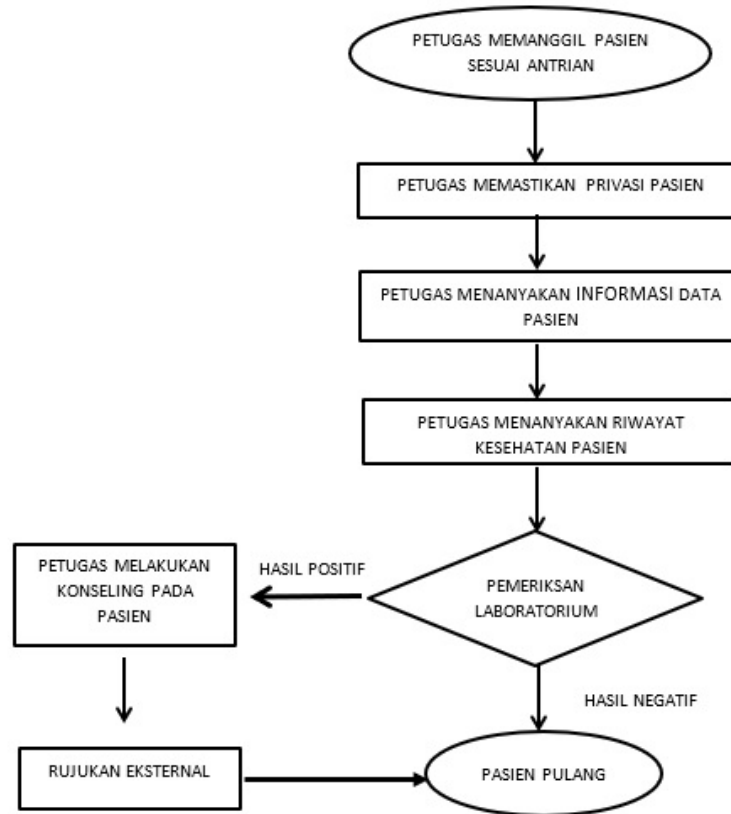 PETUGAS MEMANGGIL PASIEN
SESUAI ANTRIAN
PETUGAS MEMASTIKAN PRIVASI PASIEN
PETUGAS MENANYAKAN INFORMASI DATA
PASIEN
PETUGAS MENANYAKAN RIWAYAT
KESEHATAN PASIEN
PEMERIKSAN
LABORATORIUM
HASIL POSITIF
PETUGAS MELAKUKAN
KONSELING PADA
PASIEN
HASIL NEGATIF
RUJUKAN EKSTERNAL
PASIEN PULANG